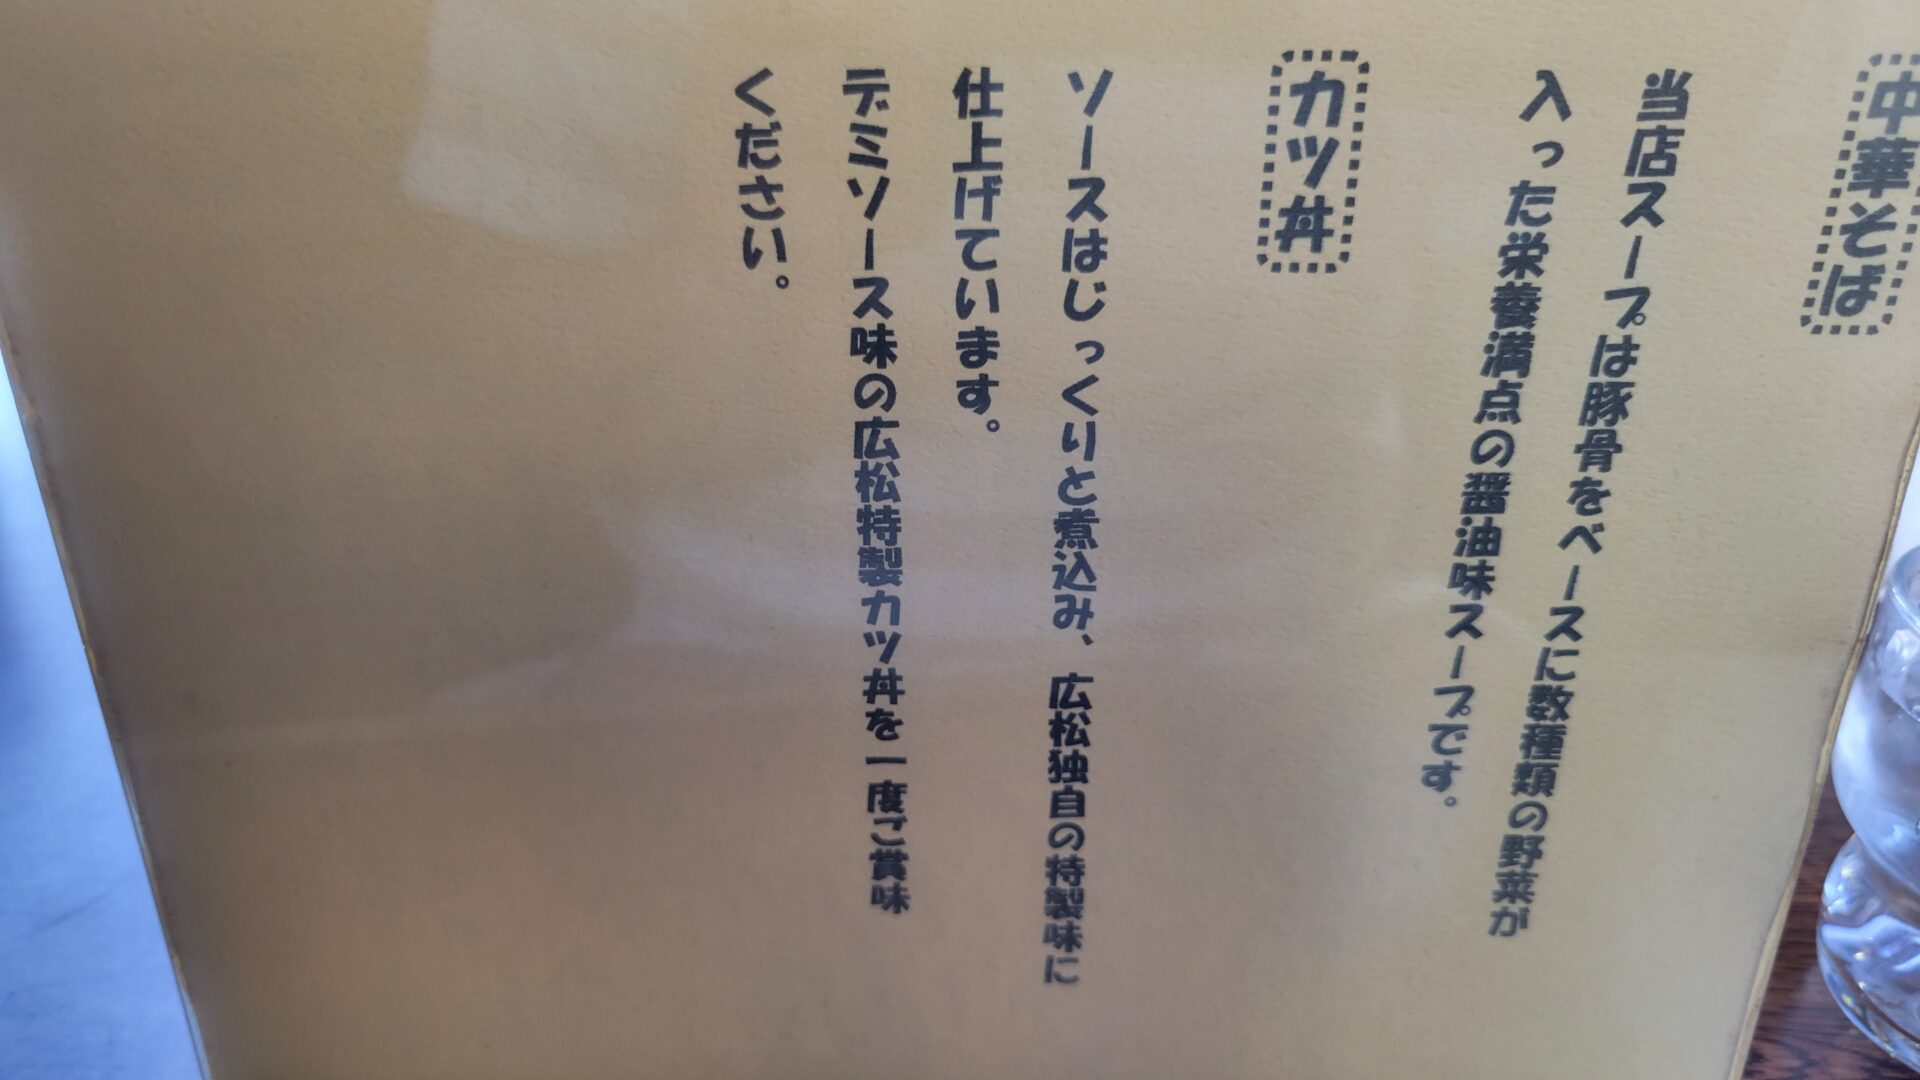 中華そば
当店スープは豚骨をベースに数種類の野菜が
入った栄養満点の醤油味スープです。
カツ丼
ソースはじっくりと煮込み、広松独自の特製味に
仕上げています。
デミソース味の広松特製カツ丼を一度ご賞味
ください。